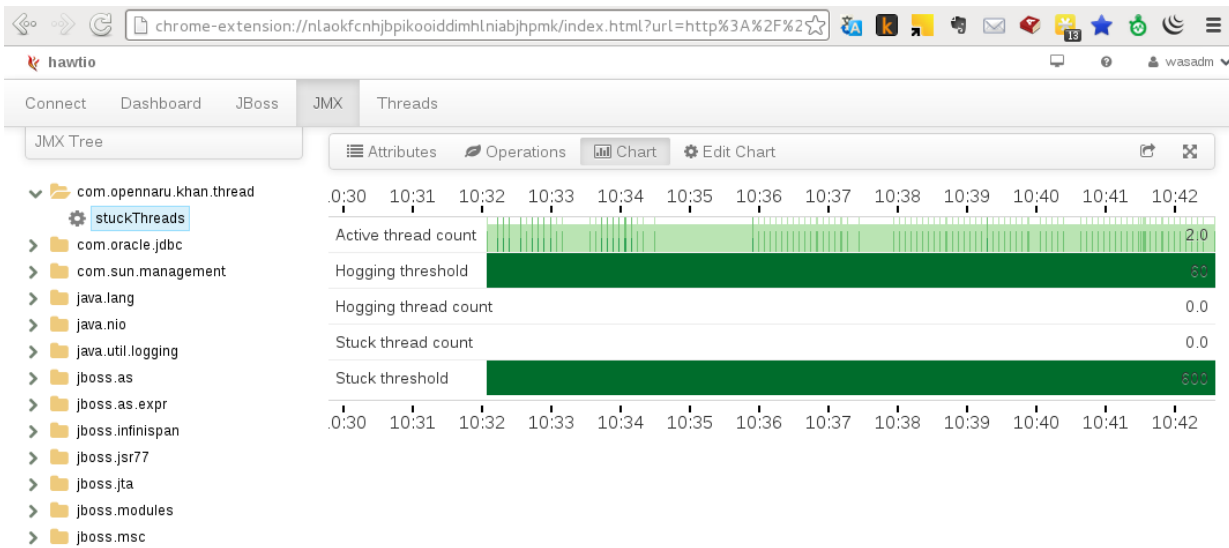 chrome-extension://nlaokfcnhjbpikooiddimhlniabjhpmk/index.html?url=http%3A%2F%2
13
hawtio wasadm
Connect Dashboard JBoss JMX Threads
JMX Tree
Attributes Operations Chart Edit Chart
com.opennaru.khan.thread
stuckThreads
com.oracle.jdbc
com.sun.management
java.lang
java.nio
java.util.logging
jboss.as
jboss.as.expr
jboss.infinispan
jboss.jsr77
jboss.jta
jboss.modules
jboss.msc
.0:30 10:31 10:32 10:33 10:34 10:35 10:36 10:37 10:38 10:39 10:40 10:41 10:42
Active thread count 2.0
Hogging threshold 60
Hogging thread count 0.0
Stuck thread count 0.0
Stuck threshold 600
.0:30 10:31 10:32 10:33 10:34 10:35 10:36 10:37 10:38 10:39 10:40 10:41 10:42